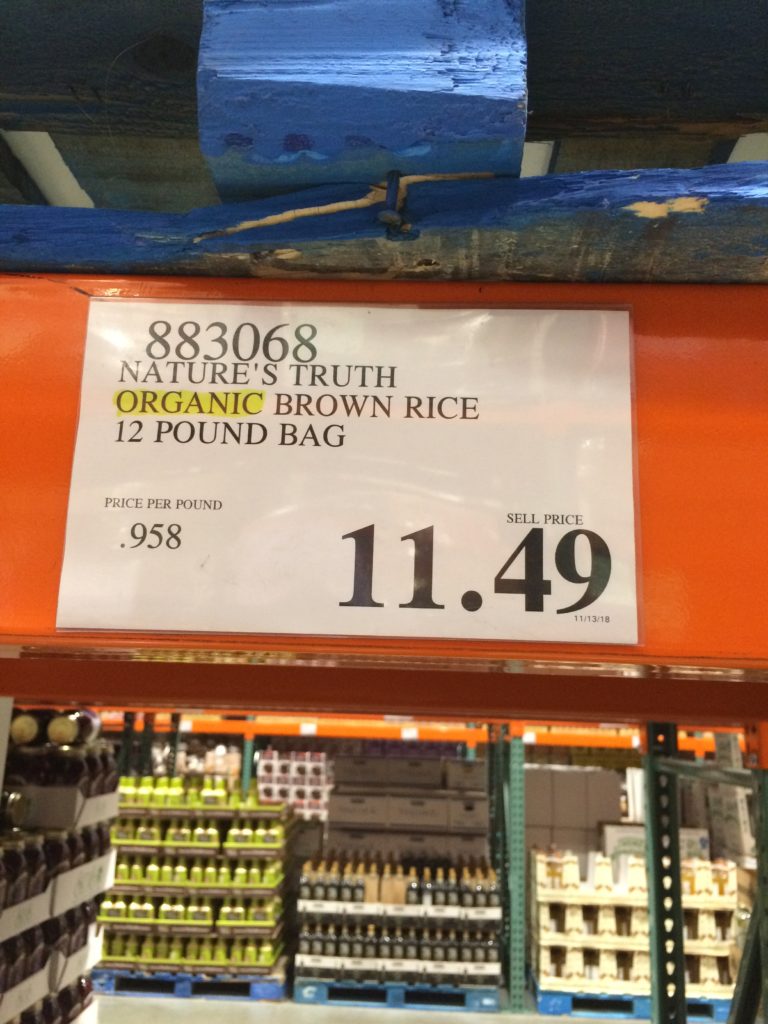 883068
NATURE'S TRUTH
ORGANIC BROWN RICE
12 POUND BAG
PRICE PER POUND
.958
SELL PRICE
11.49
11/13/18